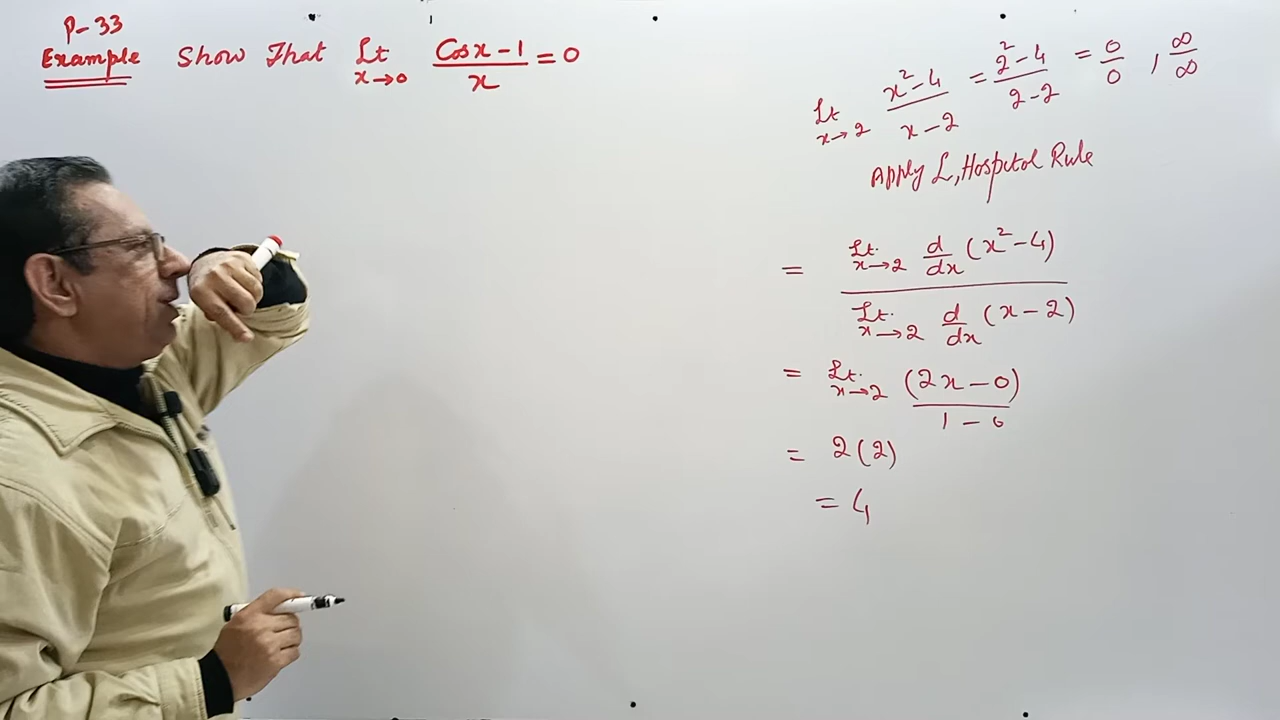 P-33
Example Show That Lt x→0 Cosx-1/x = 0
Lt x→2 x²-4/x-2 = 2²-4/2-2 = 0/0 , ∞/∞
Apply L,Hospitol Rule
= Lt. x→2 d/dx (x²-4) / Lt. x→2 d/dx (x-2)
= Lt. x→2 (2x-0)/1-0
= 2(2)
= 4